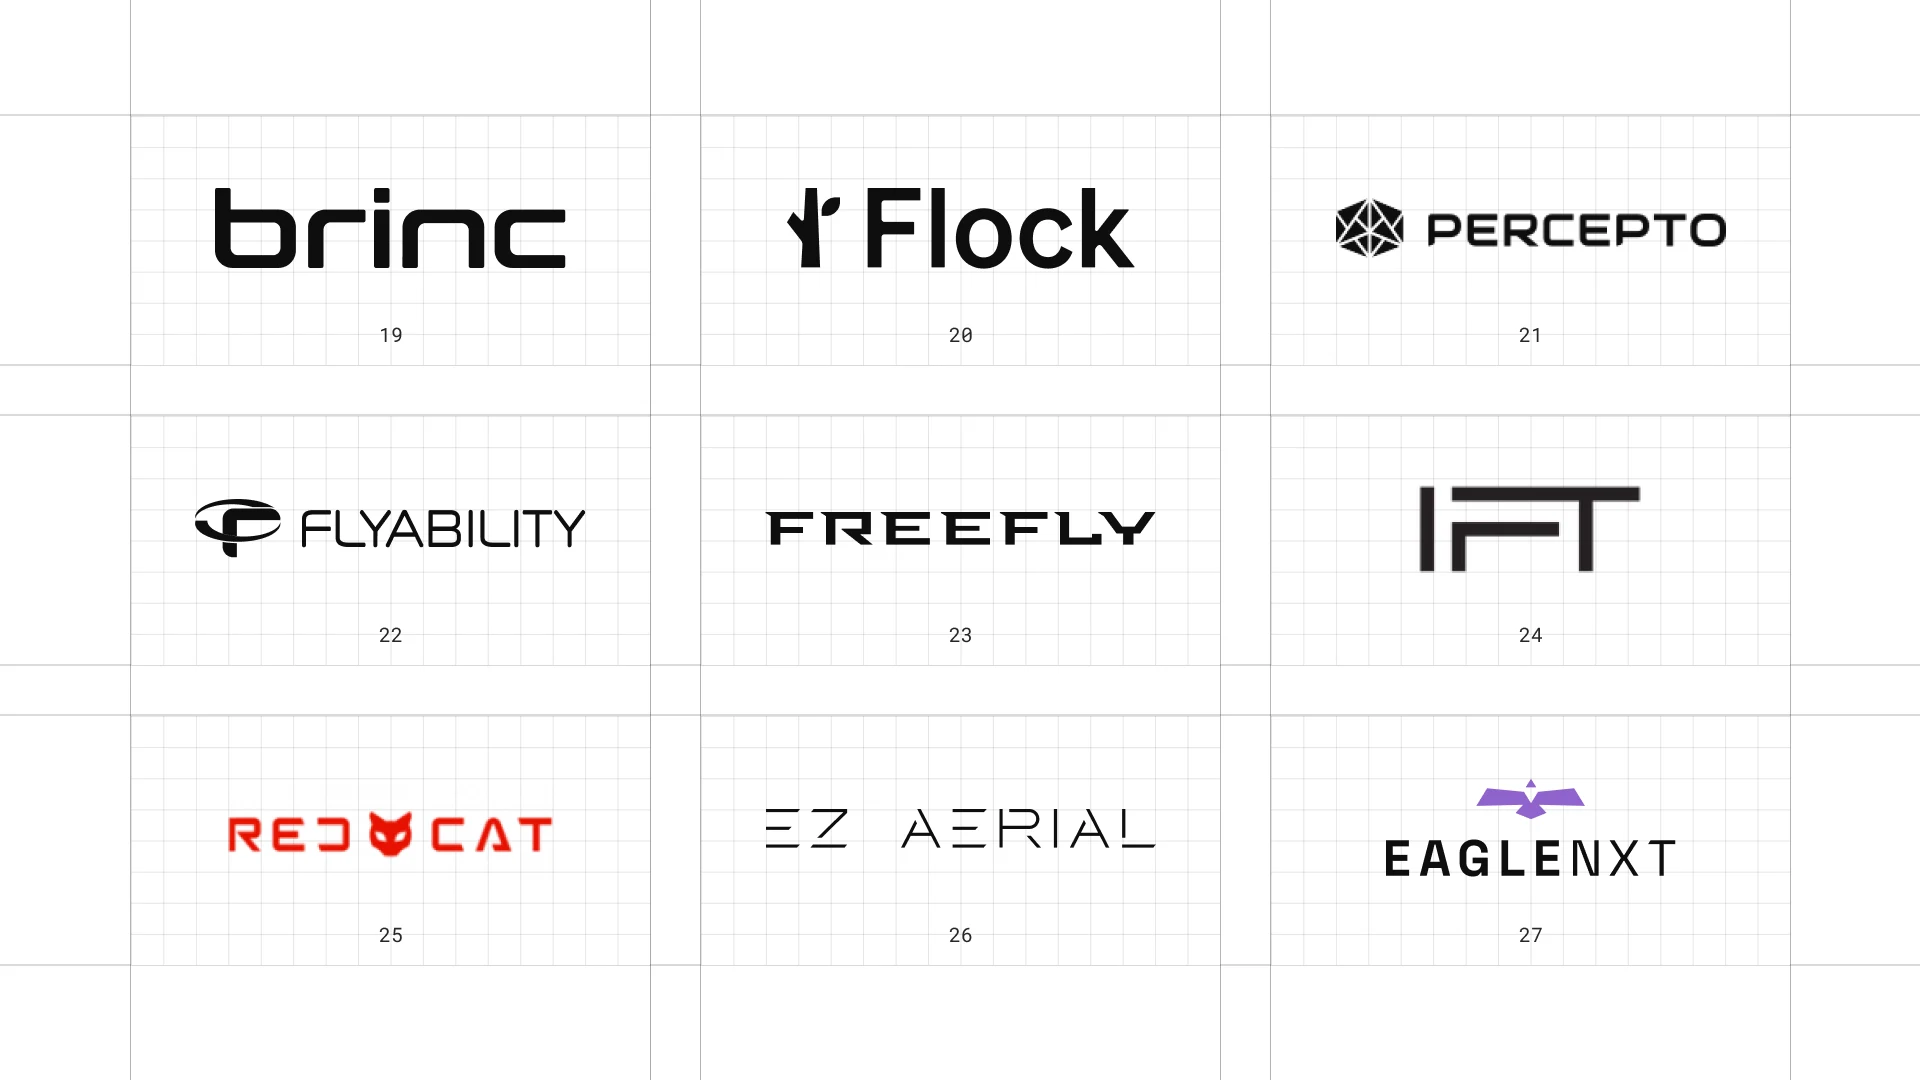 brinc
Flock
PERCEPTO
19
20
21
FLYABILITY
FREEFLY
IFT
22
23
24
RED CAT
EZ AERIAL
EAGLENXT
25
26
27